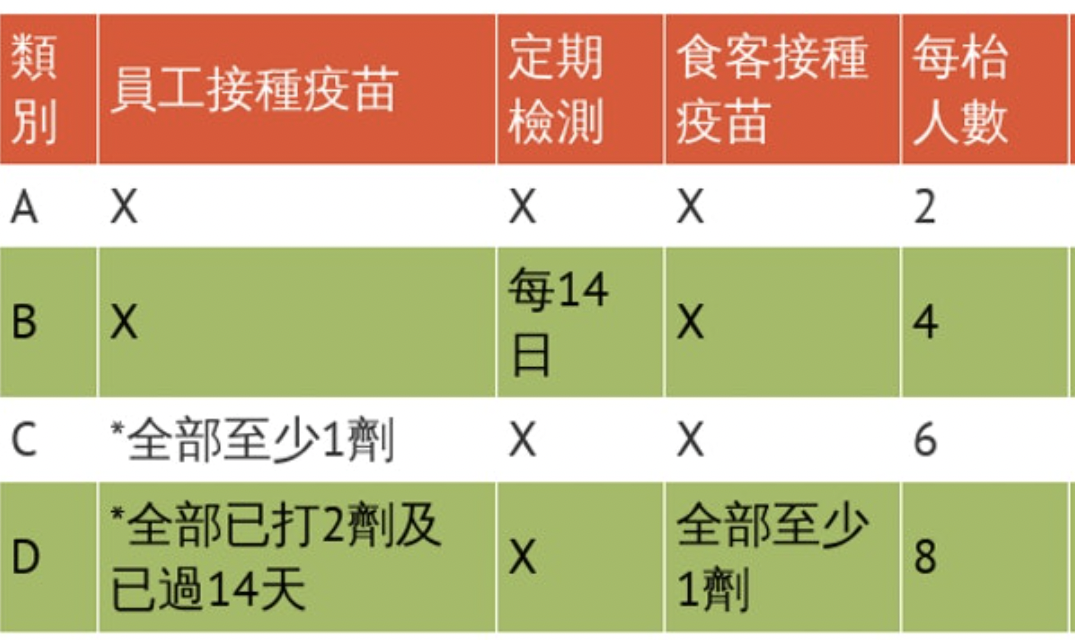 類別 員工接種疫苗 定期檢測 食客接種疫苗 每枱人數
A X X X 2
B X 每14日 X 4
C *全部至少1劑 X X 6
D *全部已打2劑及已過14天 X 全部至少1劑 8